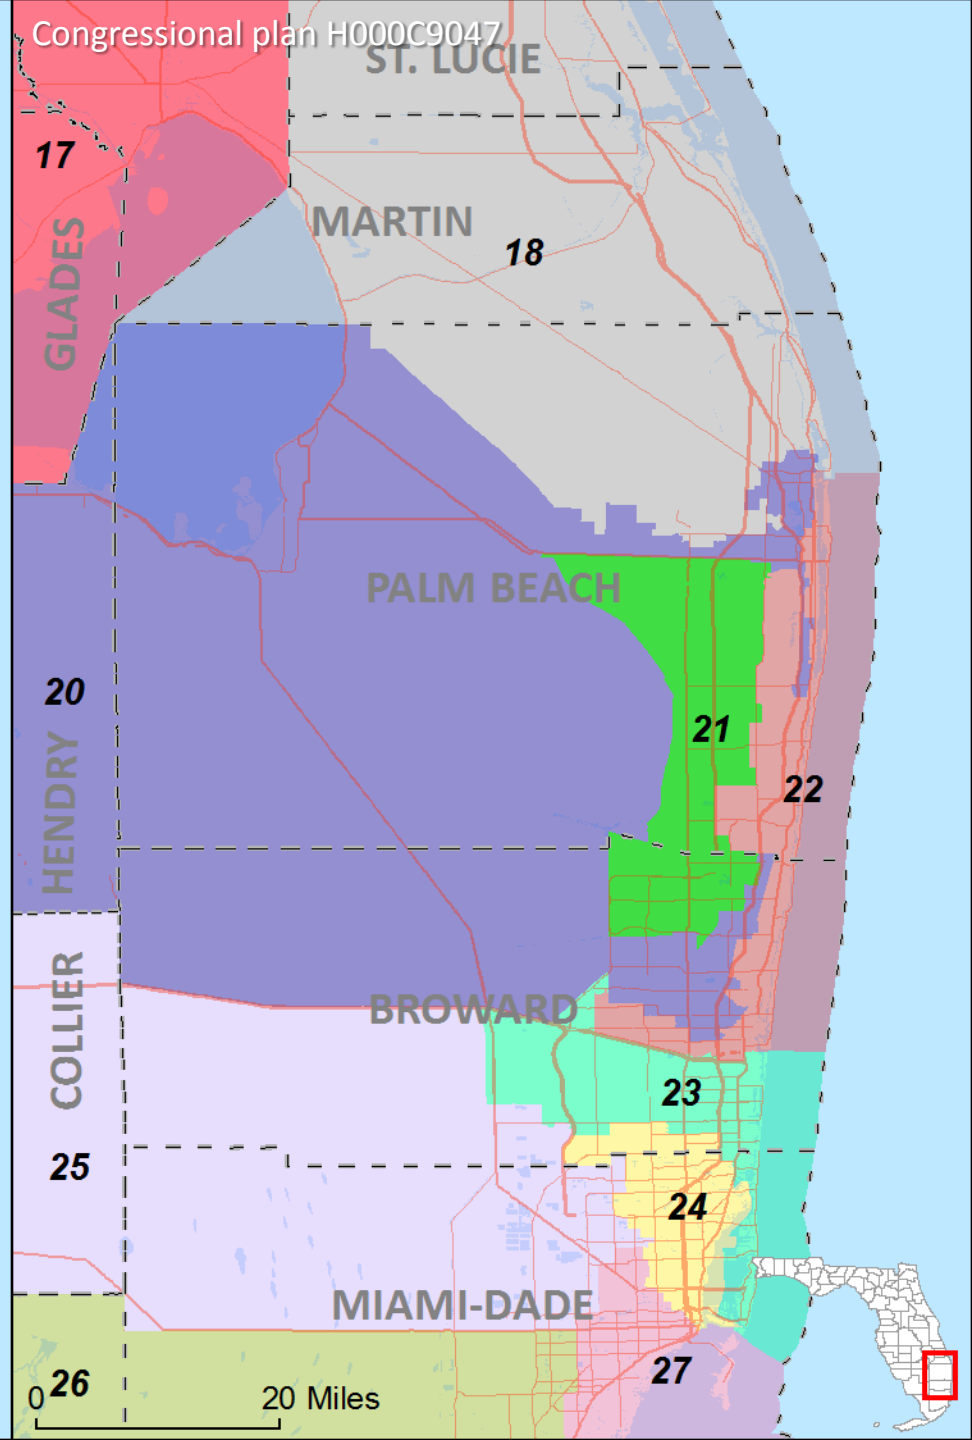 Congressional plan H000C9047
ST. LUCIE
17
MARTIN
18
GLADES
PALM BEACH
20
21
HENDRY
22
COLLIER
BROWARD
23
25
24
MIAMI-DADE
27
26
0 20 Miles